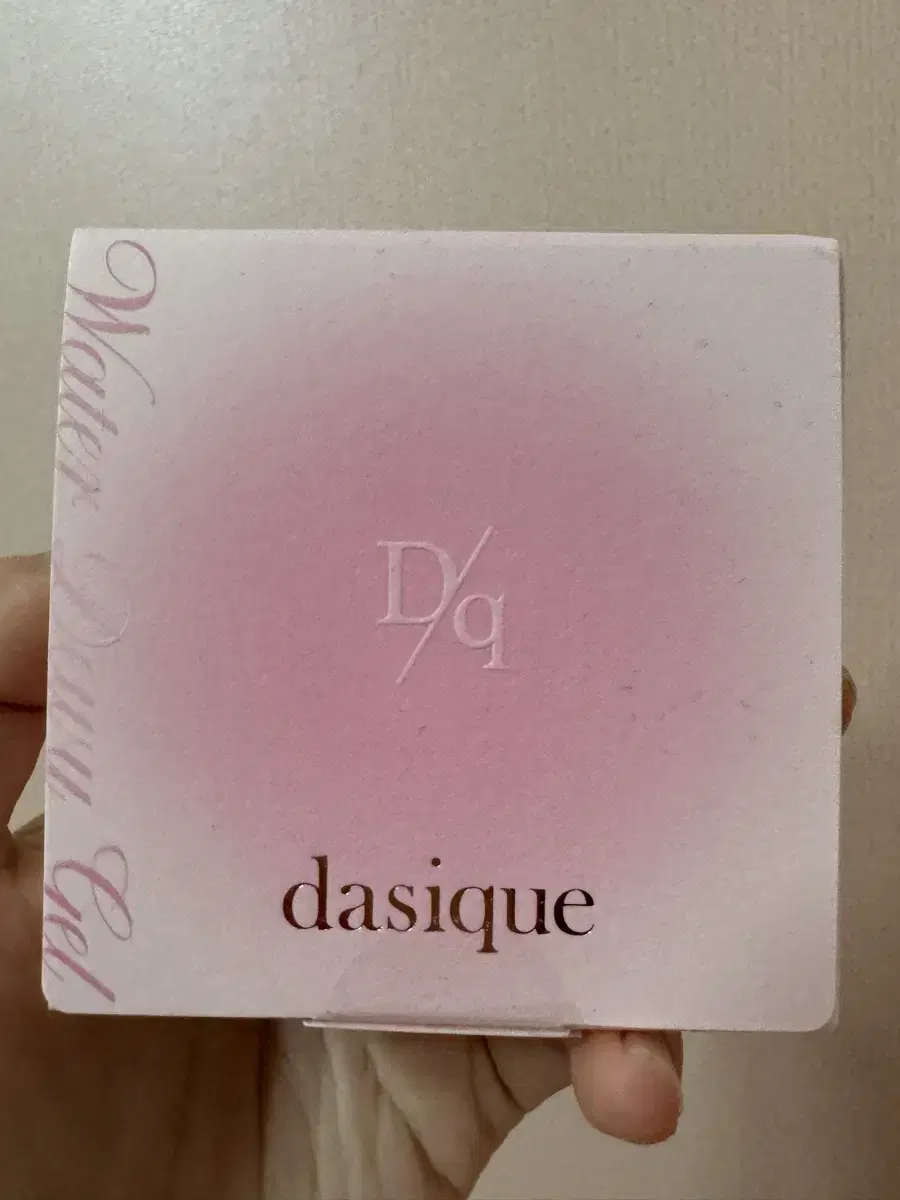 Water Dewy Gel
D/q
dasique